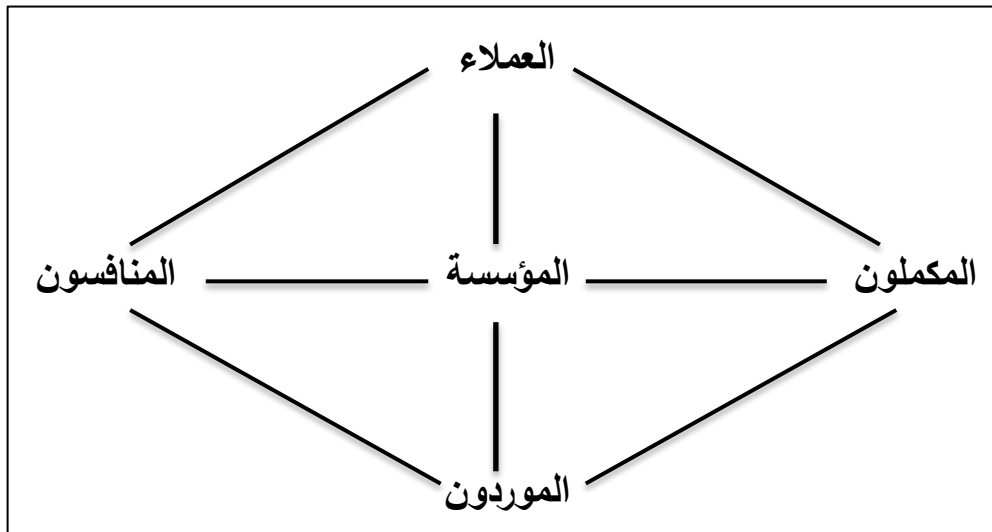 العملاء
المكملون المؤسسة المنافسون
الموردون